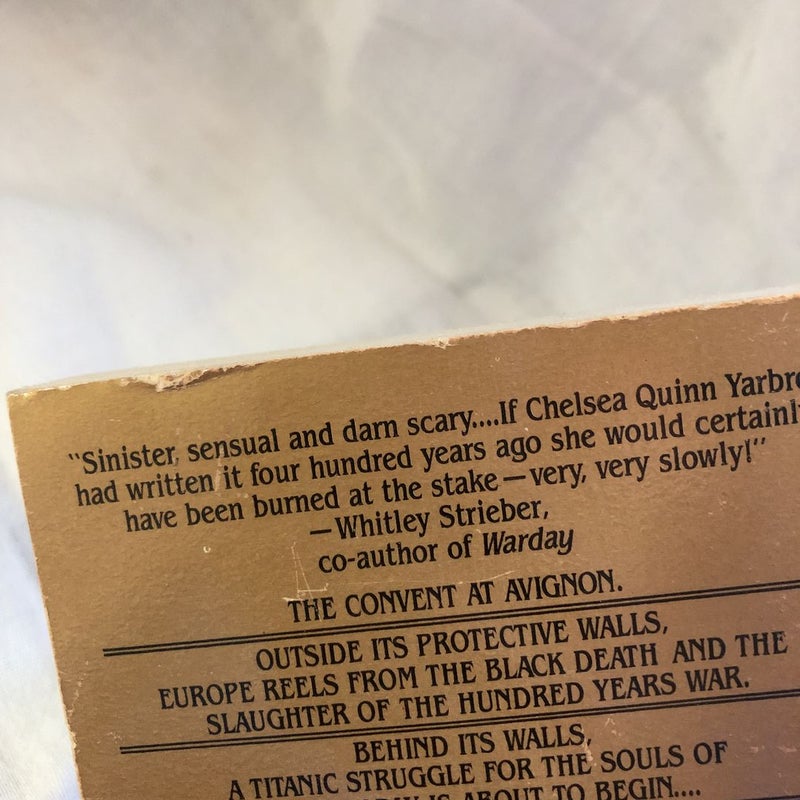 "Sinister, sensual and darn scary....If Chelsea Quinn Yarbro
had written it four hundred years ago she would certainly
have been burned at the stake—very, very slowly!"
—Whitley Strieber,
co-author of Warday
THE CONVENT AT AVIGNON.
OUTSIDE ITS PROTECTIVE WALLS,
EUROPE REELS FROM THE BLACK DEATH AND THE
SLAUGHTER OF THE HUNDRED YEARS WAR.
BEHIND ITS WALLS,
A TITANIC STRUGGLE FOR THE SOULS OF
IS ABOUT TO BEGIN....